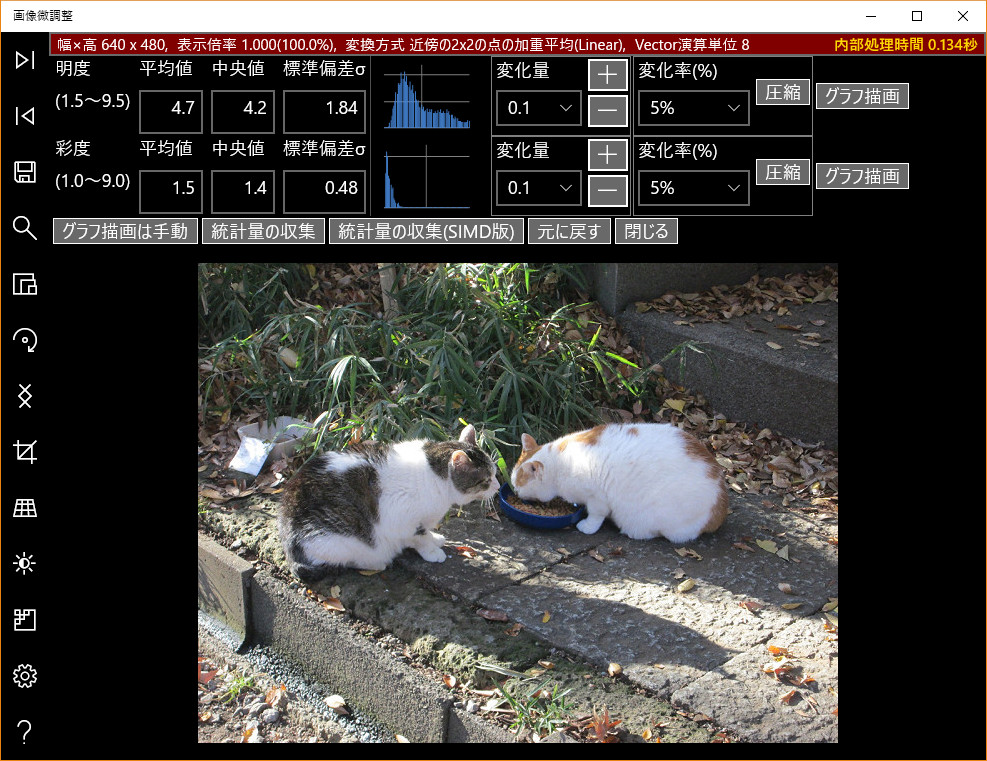 画像微調整
幅×高 640 x 480, 表示倍率 1.000(100.0%), 変換方式 近傍の2x2の点の加重平均(Linear), Vector演算単位 8 内部処理時間 0.134秒
明度 平均値 中央値 標準偏差σ 変化量 変化率(%)
(1.5～9.5) 4.7 4.2 1.84 0.1 5% 圧縮 グラフ描画
彩度 平均値 中央値 標準偏差σ 変化量 変化率(%)
(1.0～9.0) 1.5 1.4 0.48 0.1 5% 圧縮 グラフ描画
グラフ描画は手動 統計量の収集 統計量の収集(SIMD版) 元に戻す 閉じる